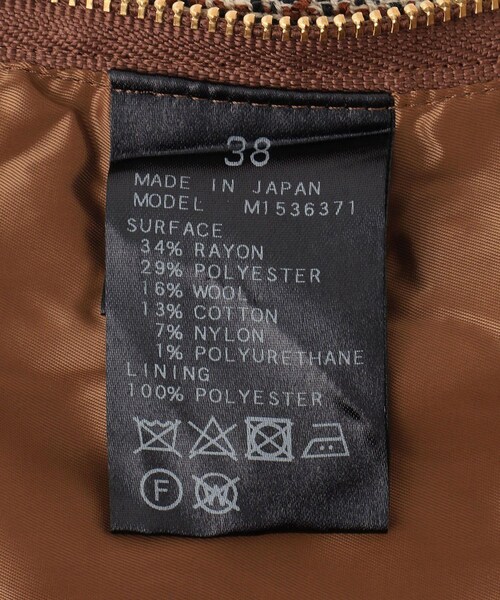 38
MADE IN JAPAN
MODEL M1536371
SURFACE
34% RAYON
29% POLYESTER
16% WOOL
13% COTTON
7% NYLON
1% POLYURETHANE
LINING
100% POLYESTER
F W